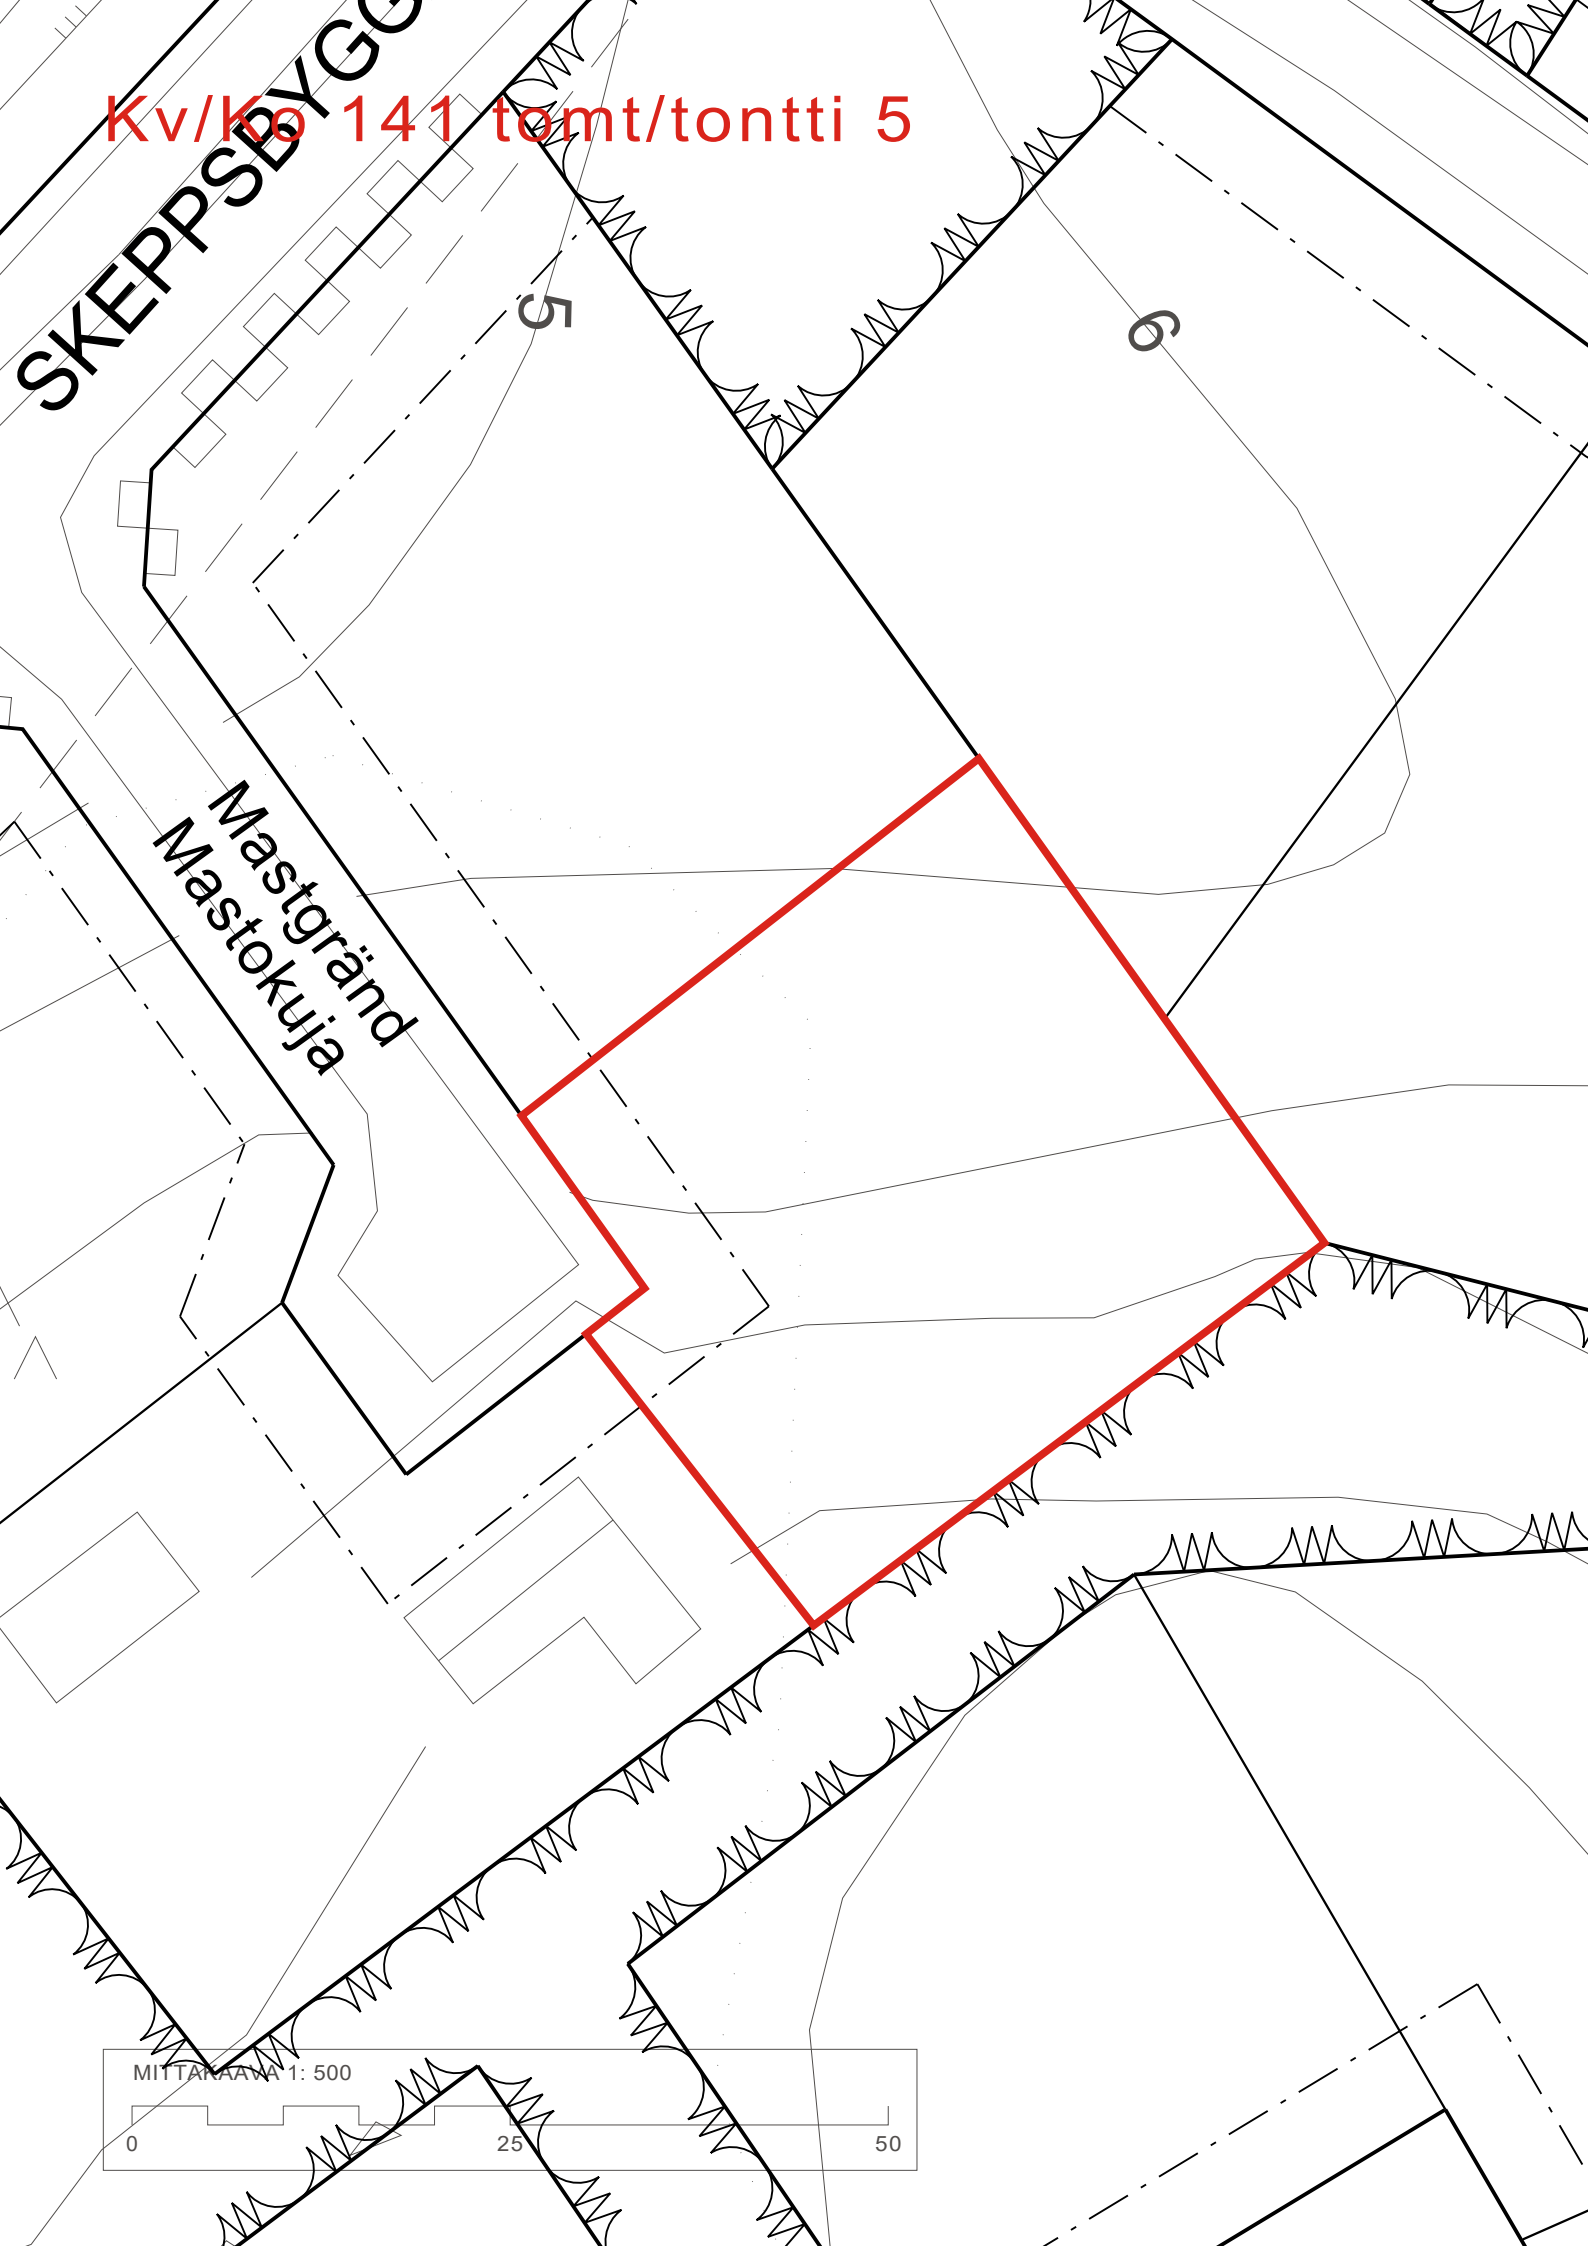 Kv/Ko 141 tomt/tontti 5
SKEPPSBYGG
5
6
Mastgränd
Mastokuja
MITTAKAAVA 1: 500
0 25 50